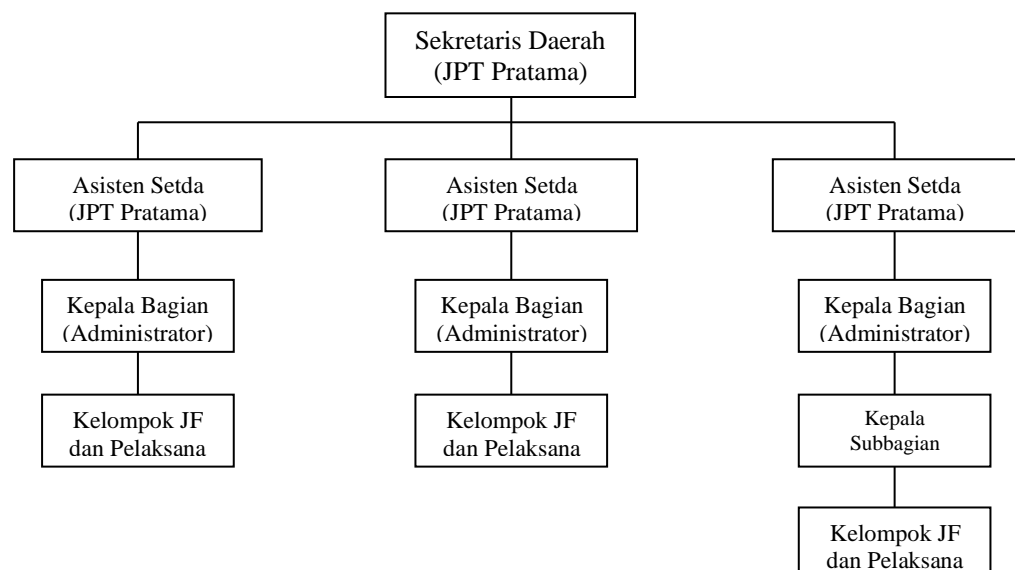 Sekretaris Daerah
(JPT Pratama)
Asisten Setda
(JPT Pratama)
Asisten Setda
(JPT Pratama)
Asisten Setda
(JPT Pratama)
Kepala Bagian
(Administrator)
Kepala Bagian
(Administrator)
Kepala Bagian
(Administrator)
Kelompok JF
dan Pelaksana
Kelompok JF
dan Pelaksana
Kepala
Subbagian
Kelompok JF
dan Pelaksana